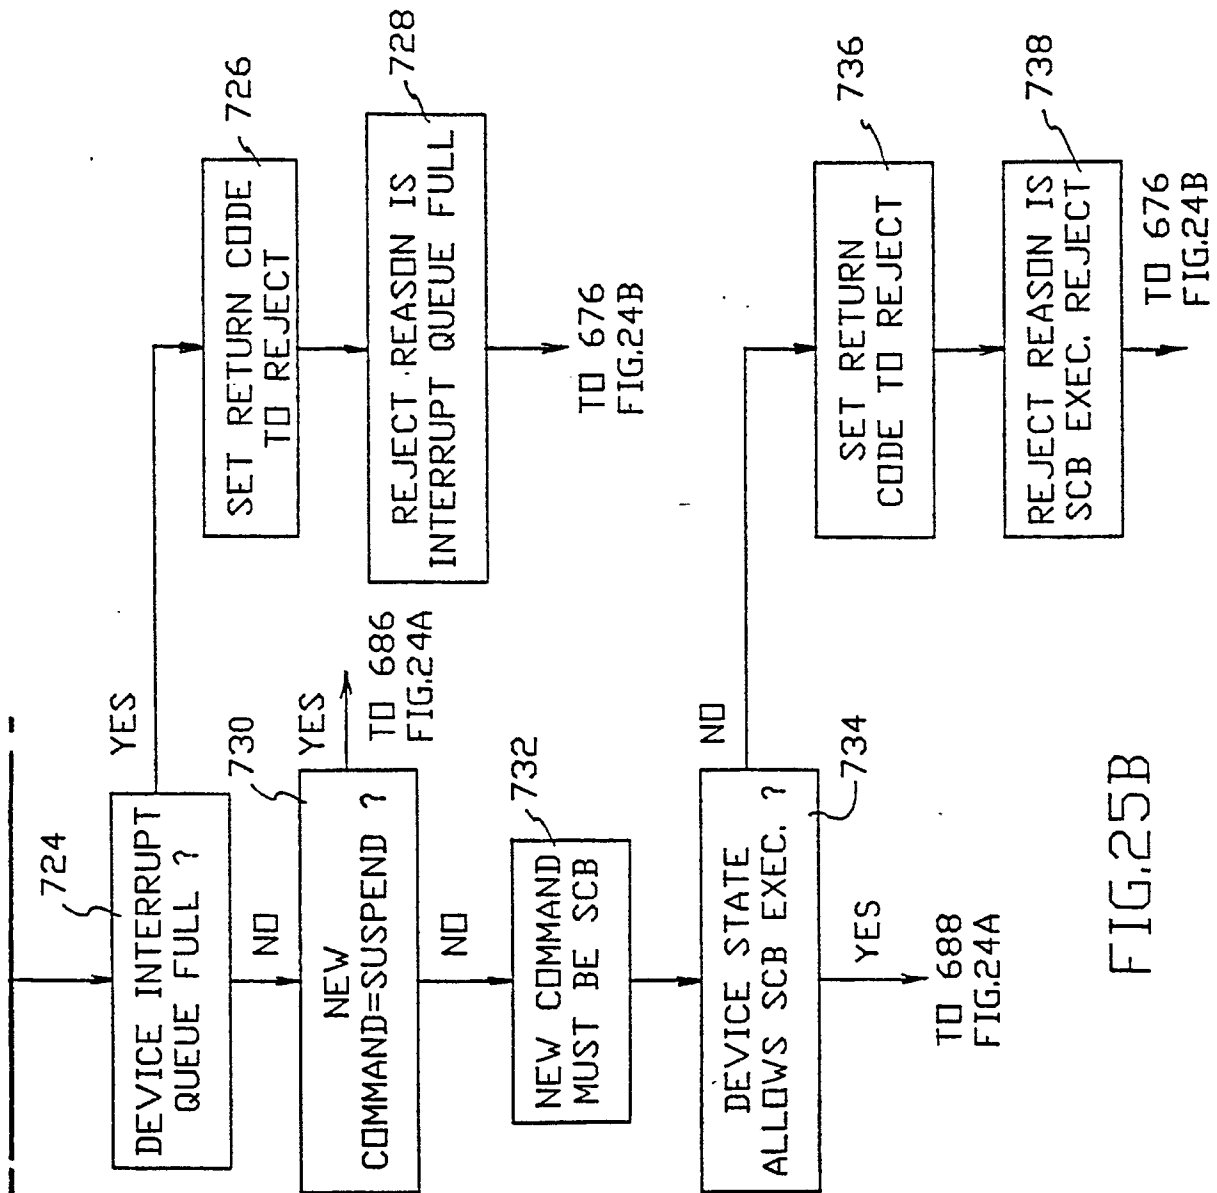 724
DEVICE INTERRUPT
QUEUE FULL ?
YES
NO
726
SET RETURN CODE
TO REJECT
728
REJECT REASON IS
INTERRUPT QUEUE FULL
TO 676
FIG.24B
730
NEW
COMMAND=SUSPEND ?
YES
TO 686
FIG.24A
NO
732
NEW COMMAND
MUST BE SCB
734
DEVICE STATE
ALLOWS SCB EXEC. ?
NO
YES
TO 688
FIG.24A
736
SET RETURN
CODE TO REJECT
738
REJECT REASON IS
SCB EXEC. REJECT
TO 676
FIG.24B
FIG.25B